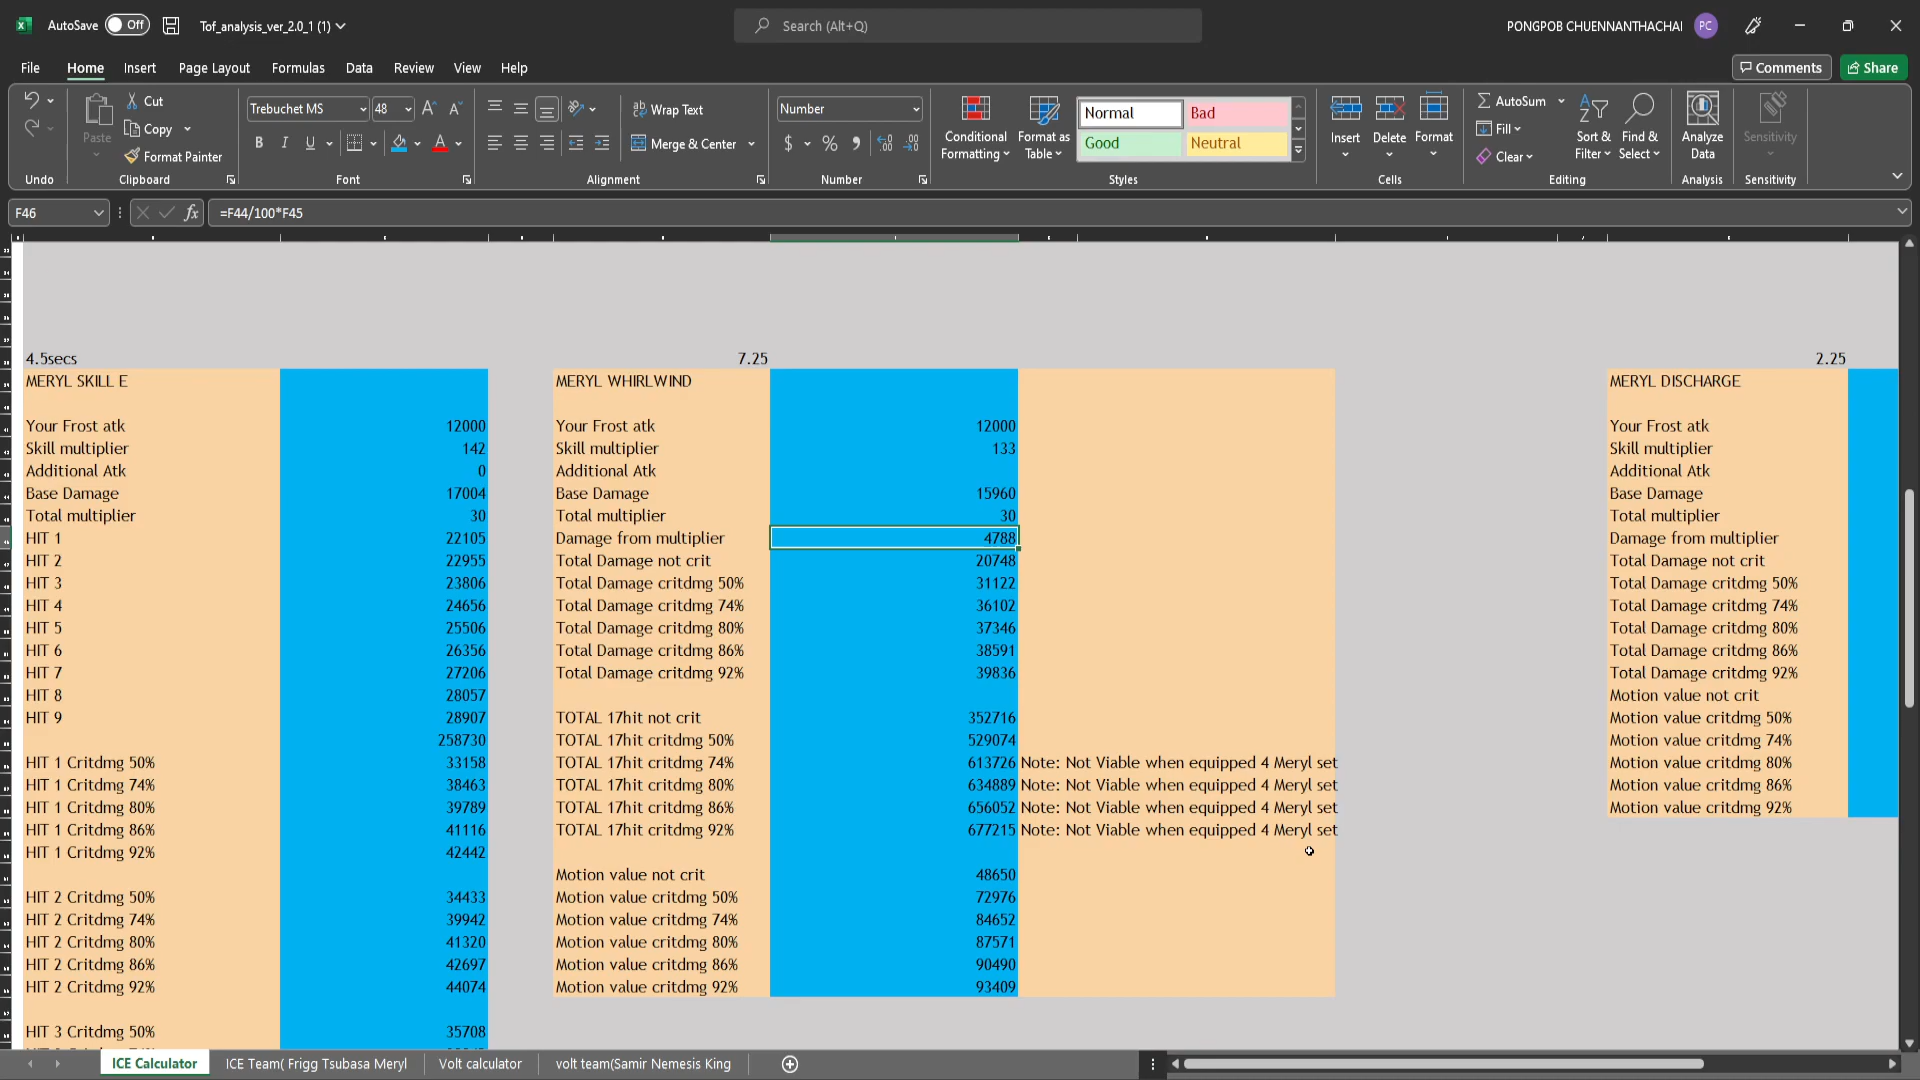 AutoSave Off Tof_analysis_ver_2.0_1 (1) Search (Alt+Q) PONGPOB CHUENNANTHACHAI PC
File Home Insert Page Layout Formulas Data Review View Help Comments Share
Cut
Copy
Format Painter
Paste
Undo Clipboard
Trebuchet MS 48
B I U
Font
Wrap Text
Merge & Center
Alignment
Number
$ %
Number
Conditional Formatting
Format as Table
Normal Bad
Good Neutral
Styles
Insert Delete Format
Cells
AutoSum
Fill
Clear
Sort & Filter
Find & Select
Editing
Analyze Data
Analysis
Sensitivity
Sensitivity
F46 fx =F44/100*F45
4.5secs
MERYL SKILL E
Your Frost atk 12000
Skill multiplier 142
Additional Atk 0
Base Damage 17004
Total multiplier 30
HIT 1 22105
HIT 2 22955
HIT 3 23806
HIT 4 24656
HIT 5 25506
HIT 6 26356
HIT 7 27206
HIT 8 28057
HIT 9 28907
258730
HIT 1 Critdmg 50% 33158
HIT 1 Critdmg 74% 38463
HIT 1 Critdmg 80% 39789
HIT 1 Critdmg 86% 41116
HIT 1 Critdmg 92% 42442
HIT 2 Critdmg 50% 34433
HIT 2 Critdmg 74% 39942
HIT 2 Critdmg 80% 41320
HIT 2 Critdmg 86% 42697
HIT 2 Critdmg 92% 44074
HIT 3 Critdmg 50% 35708
7.25
MERYL WHIRLWIND
Your Frost atk 12000
Skill multiplier 133
Additional Atk
Base Damage 15960
Total multiplier 30
Damage from multiplier 4788
Total Damage not crit 20748
Total Damage critdmg 50% 31122
Total Damage critdmg 74% 36102
Total Damage critdmg 80% 37346
Total Damage critdmg 86% 38591
Total Damage critdmg 92% 39836
TOTAL 17hit not crit 352716
TOTAL 17hit critdmg 50% 529074
TOTAL 17hit critdmg 74% 613726 Note: Not Viable when equipped 4 Meryl set
TOTAL 17hit critdmg 80% 634889 Note: Not Viable when equipped 4 Meryl set
TOTAL 17hit critdmg 86% 656052 Note: Not Viable when equipped 4 Meryl set
TOTAL 17hit critdmg 92% 677215 Note: Not Viable when equipped 4 Meryl set
Motion value not crit 48650
Motion value critdmg 50% 72976
Motion value critdmg 74% 84652
Motion value critdmg 80% 87571
Motion value critdmg 86% 90490
Motion value critdmg 92% 93409
2.25
MERYL DISCHARGE
Your Frost atk
Skill multiplier
Additional Atk
Base Damage
Total multiplier
Damage from multiplier
Total Damage not crit
Total Damage critdmg 50%
Total Damage critdmg 74%
Total Damage critdmg 80%
Total Damage critdmg 86%
Total Damage critdmg 92%
Motion value not crit
Motion value critdmg 50%
Motion value critdmg 74%
Motion value critdmg 80%
Motion value critdmg 86%
Motion value critdmg 92%
ICE Calculator ICE Team( Frigg Tsubasa Meryl Volt calculator volt team(Samir Nemesis King